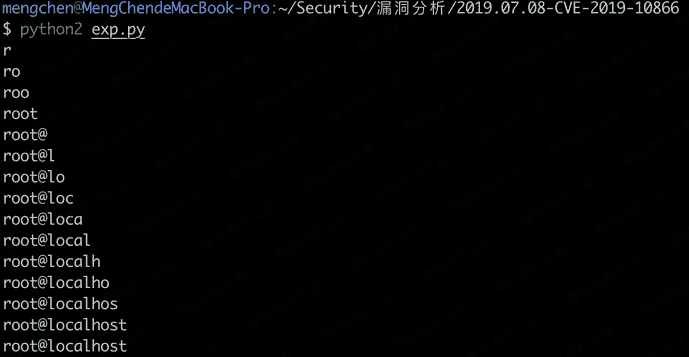 mengchen@MengChendeMacBook-Pro:~/Security/漏洞分析/2019.07.08-CVE-2019-10866
$ python2 exp.py
r
ro
roo
root
root@
root@l
root@lo
root@loc
root@loca
root@local
root@localh
root@localho
root@localhos
root@localhost
root@localhost